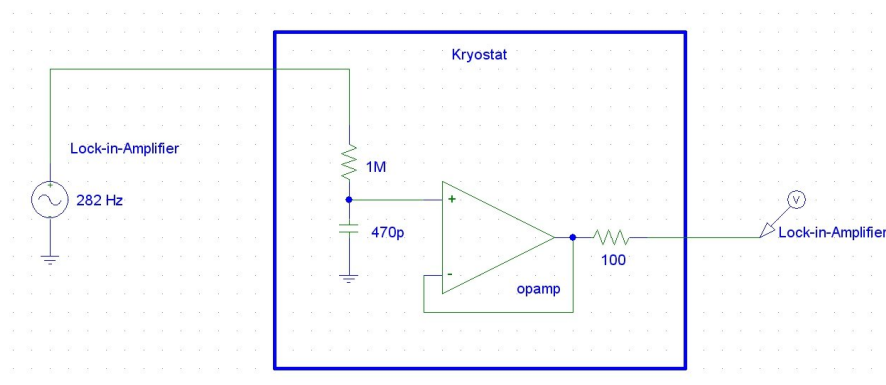 Kryostat
Lock-in-Amplifier
282 Hz
1M
470p
+
-
opamp
100
V
Lock-in-Amplifier